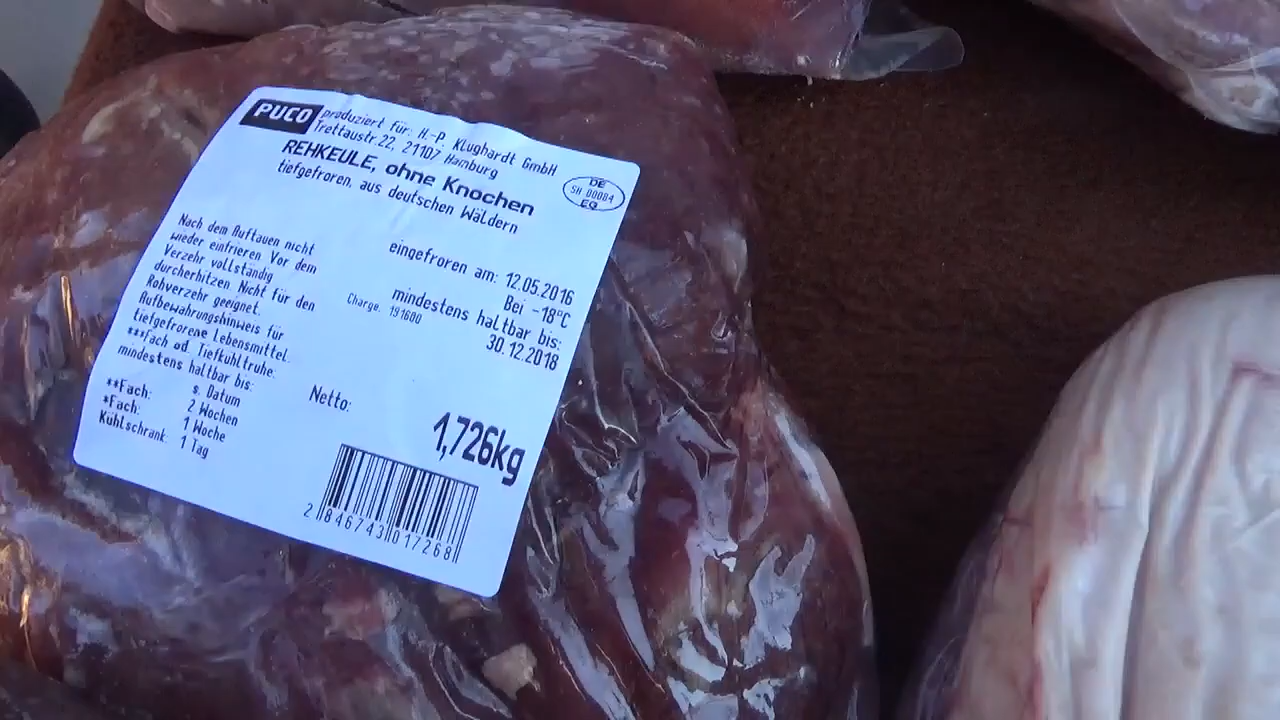 PUCO
produziert für: H.-P. Klughardt GmbH
Trettaustr.22, 21107 Hamburg
REHKEULE, ohne Knochen
tiefgefroren, aus deutschen Wäldern
DE
SH 00084
EG
Nach dem Auftauen nicht
wieder einfrieren. Vor dem
Verzehr vollständig
durcherhitzen. Nicht für den
Rohverzehr geeignet.
Aufbewahrungshinweis für
tiefgefrorene Lebensmittel.
***Fach od. Tiefkühltruhe:
mindestens haltbar bis:
s. Datum
**Fach: 2 Wochen
*Fach: 1 Woche
Kühlschrank: 1 Tag
eingefroren am: 12.05.2016
Bei -18°C
mindestens haltbar bis:
30.12.2018
Charge. 191600
Netto:
1,726kg
2 846743 017268